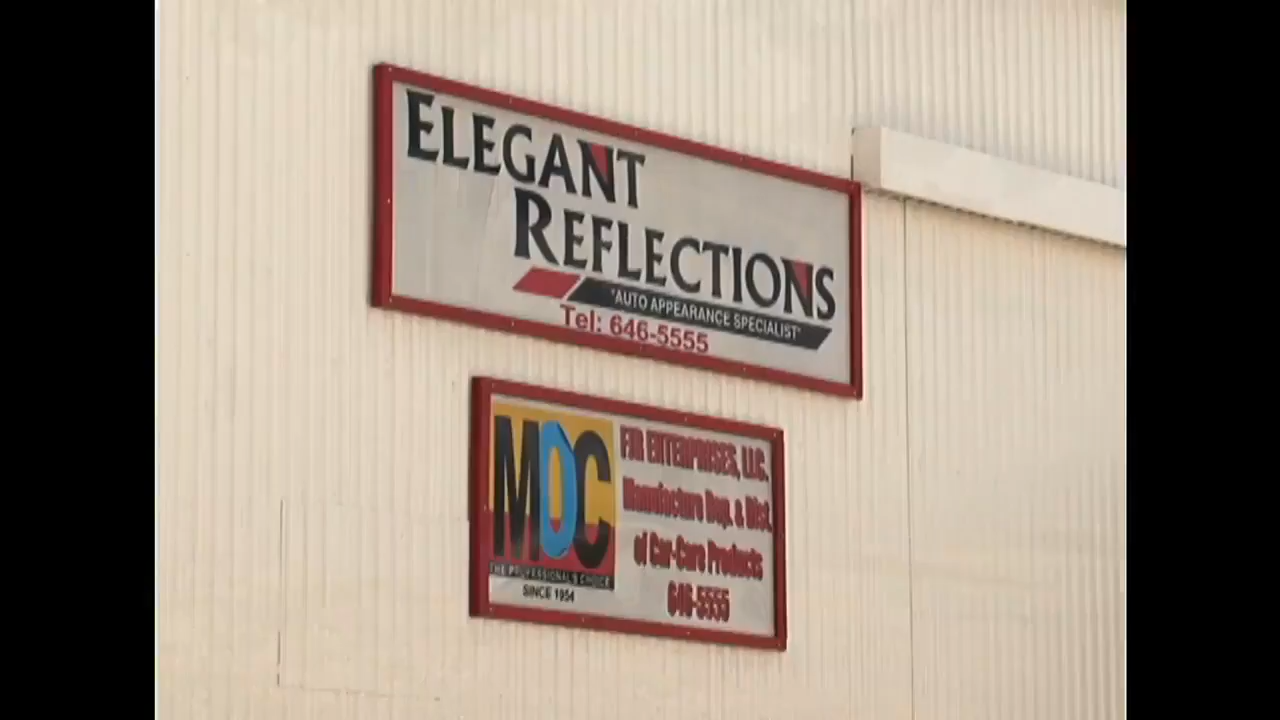 ELEGANT
REFLECTIONS
"AUTO APPEARANCE SPECIALIST"
Tel: 646-5555
MDC
THE PROFESSIONAL'S CHOICE
SINCE 1954
FJR ENTERPRISES, LLC.
Manufacture Dep. & Dist.
of Car-Care Products
646-5555